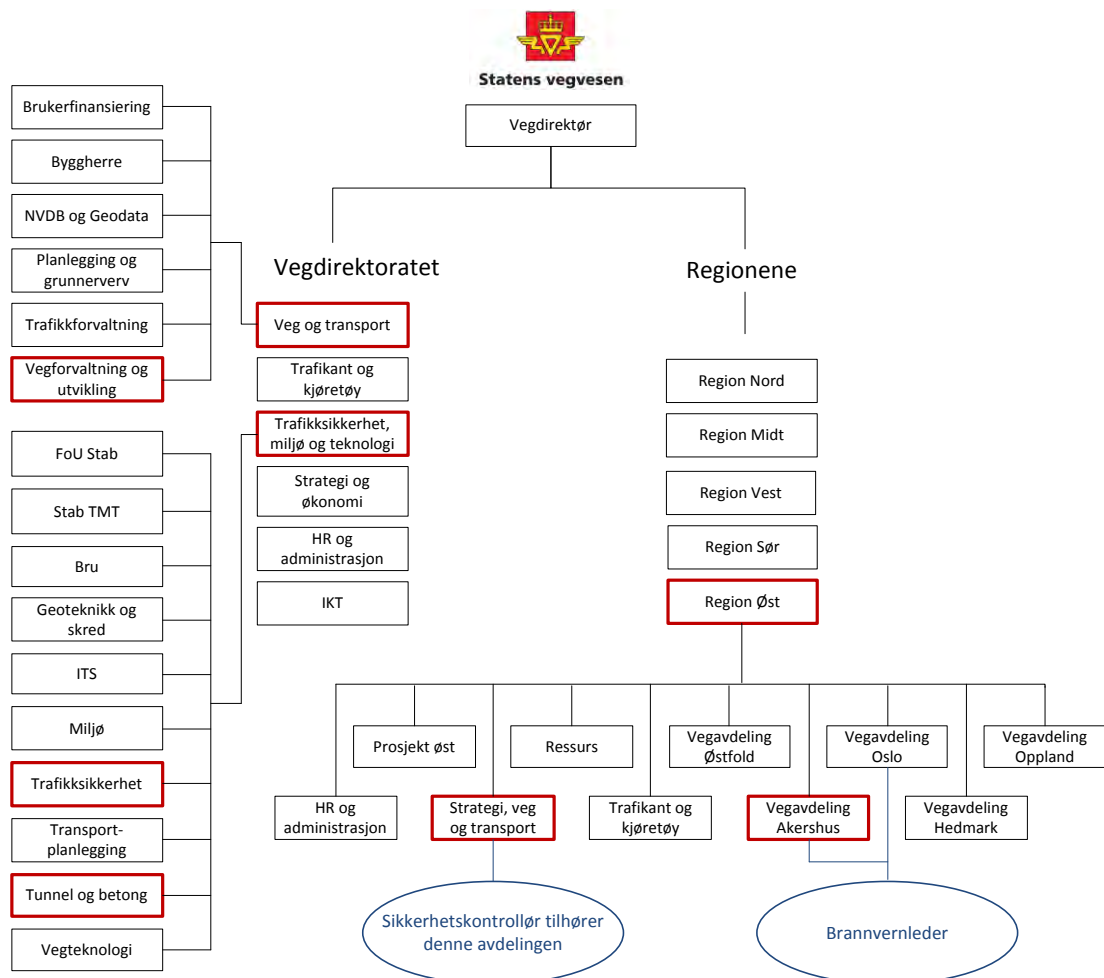 Statens vegvesen
Vegdirektør
Vegdirektoratet
Regionene
Brukerfinansiering
Byggherre
NVDB og Geodata
Planlegging og
grunnerverv
Trafikkforvaltning
Vegforvaltning og
utvikling
Veg og transport
Trafikant og
kjøretøy
Trafikksikkerhet,
miljø og teknologi
Strategi og
økonomi
HR og
administrasjon
IKT
FoU Stab
Stab TMT
Bru
Geoteknikk og
skred
ITS
Miljø
Trafikksikkerhet
Transport-
planlegging
Tunnel og betong
Vegteknologi
Region Nord
Region Midt
Region Vest
Region Sør
Region Øst
Prosjekt øst
Ressurs
Vegavdeling
Østfold
Vegavdeling
Oslo
Vegavdeling
Oppland
HR og
administrasjon
Strategi, veg
og transport
Trafikant og
kjøretøy
Vegavdeling
Akershus
Vegavdeling
Hedmark
Sikkerhetskontrollør tilhører
denne avdelingen
Brannvernleder